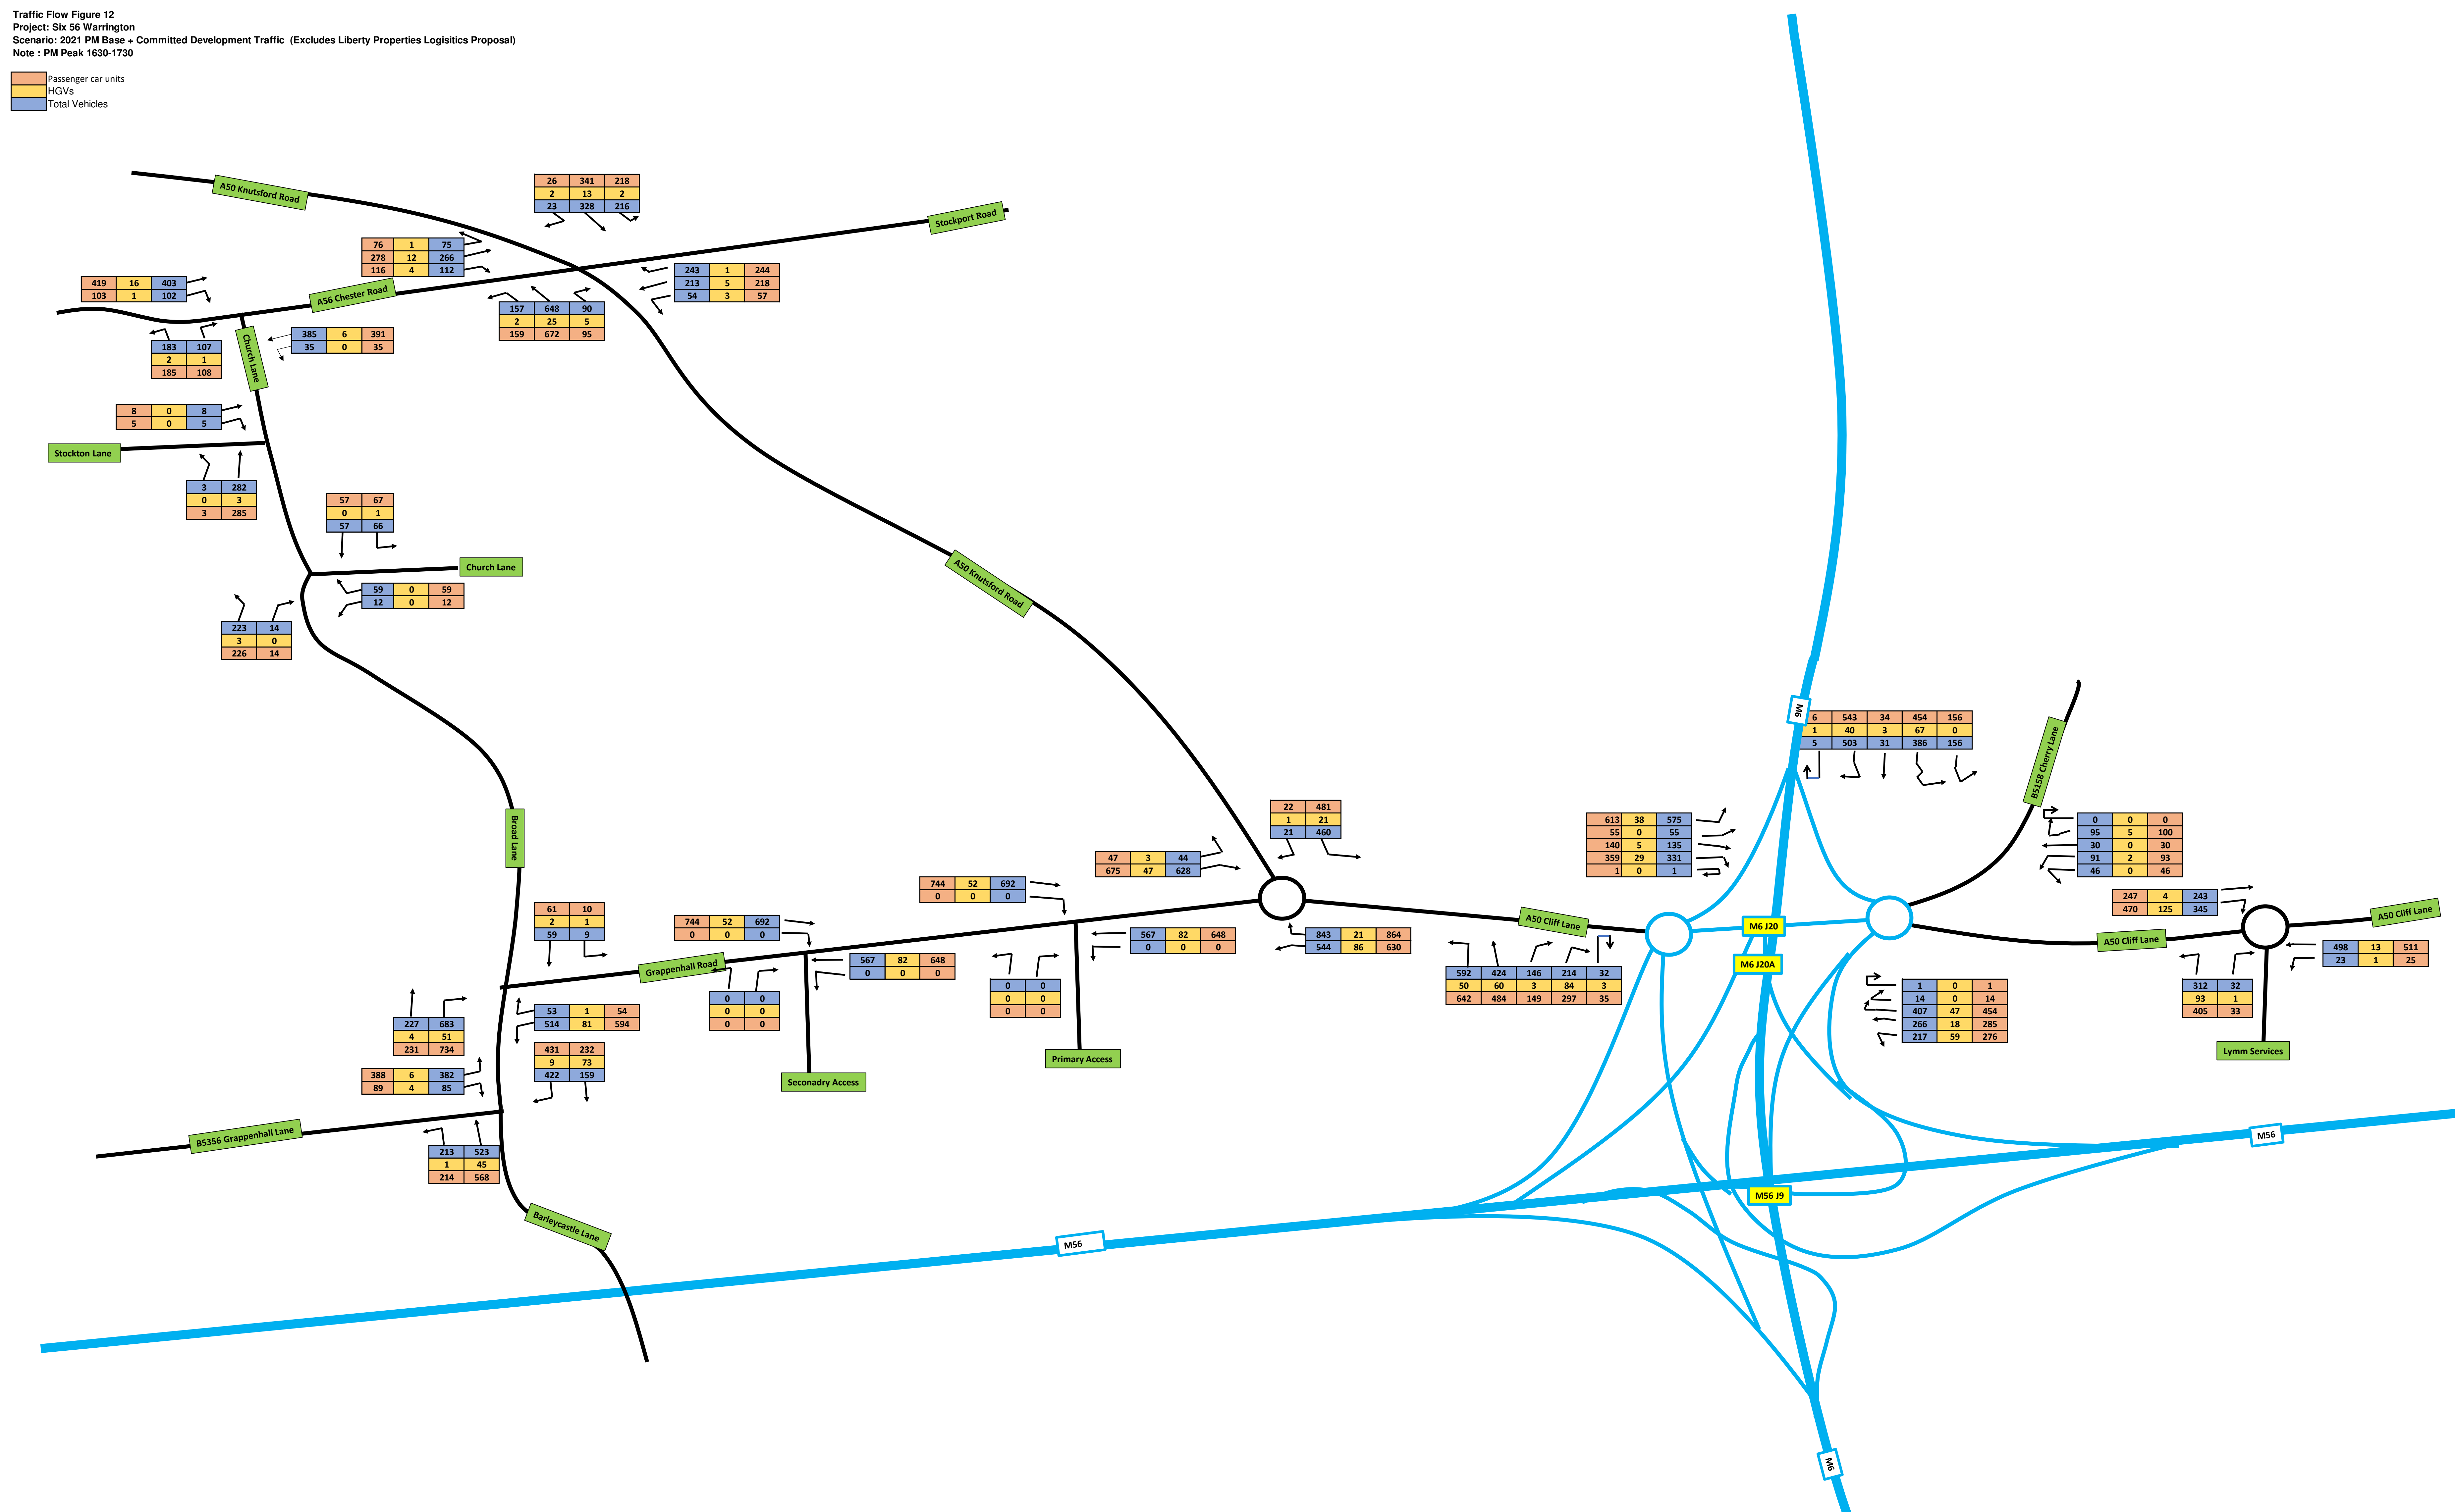 Traffic Flow Figure 12
Project: Six 56 Warrington
Scenario: 2021 PM Base + Committed Development Traffic (Excludes Liberty Properties Logisitics Proposal)
Note : PM Peak 1630-1730
Passenger car units
HGVs
Total Vehicles
A50 Knutsford Road
26 341 218
2 13 2
23 328 216
Stockport Road
76 1 75
278 12 266
116 4 112
243 1 244
213 5 218
54 3 57
419 16 403
103 1 102
A56 Chester Road
157 648 90
2 25 5
159 672 95
385 6 391
35 0 35
183 107
2 1
185 108
Church Lane
8 0 8
5 0 5
Stockton Lane
3 282
0 3
3 285
57 67
0 1
57 66
Church Lane
59 0 59
12 0 12
223 14
3 0
226 14
A50 Knutsford Road
M6
6 543 34 454 156
1 40 3 67 0
5 503 31 386 156
B5158 Cherry Lane
Broad Lane
22 481
1 21
21 460
47 3 44
675 47 628
613 38 575
55 0 55
140 5 135
359 29 331
1 0 1
0 0 0
95 5 100
30 0 30
91 2 93
46 0 46
744 52 692
0 0 0
247 4 243
470 125 345
61 10
2 1
59 9
744 52 692
0 0 0
A50 Cliff Lane
M6 J20
A50 Cliff Lane
A50 Cliff Lane
567 82 648
0 0 0
843 21 864
544 86 630
498 13 511
23 1 25
Grappenhall Road
567 82 648
0 0 0
M6 J20A
592 424 146 214 32
50 60 3 84 3
642 484 149 297 35
0 0
0 0
0 0
0 0
0 0
0 0
1 0 1
14 0 14
407 47 454
266 18 285
217 59 276
312 32
93 1
405 33
53 1 54
514 81 594
227 683
4 51
231 734
431 232
9 73
422 159
Lymm Services
Primary Access
388 6 382
89 4 85
Seconadry Access
B5356 Grappenhall Lane
M56
213 523
1 45
214 568
M56 J9
Barleycastle Lane
M56
M6